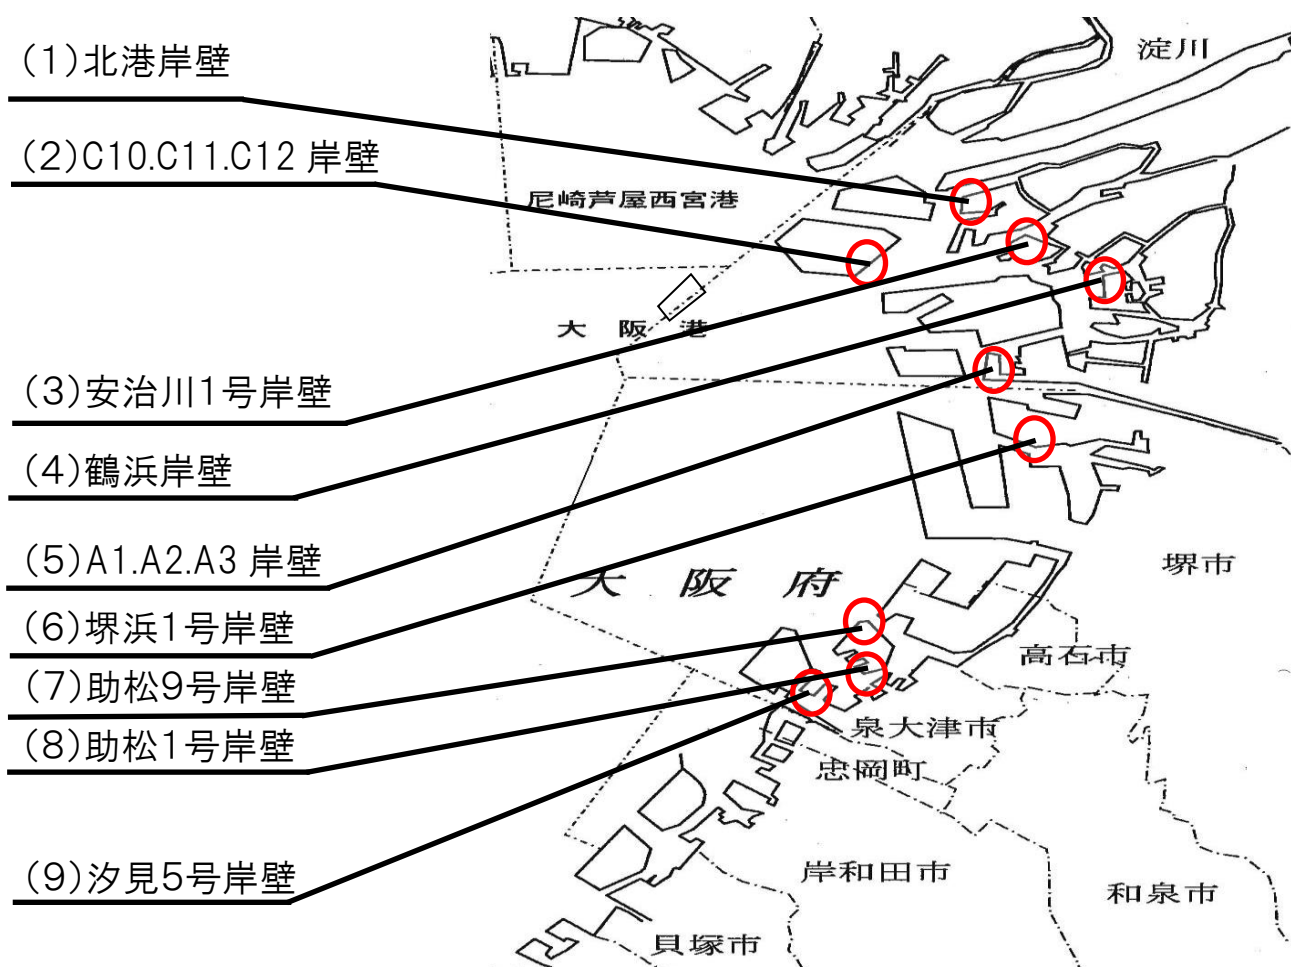 (1)北港岸壁
(2)C10.C11.C12 岸壁
(3)安治川1号岸壁
(4)鶴浜岸壁
(5)A1.A2.A3 岸壁
(6)堺浜1号岸壁
(7)助松9号岸壁
(8)助松1号岸壁
(9)汐見5号岸壁
淀川
尼崎芦屋西宮港
大阪港
大阪府
堺市
高石市
泉大津市
忠岡町
岸和田市
和泉市
貝塚市